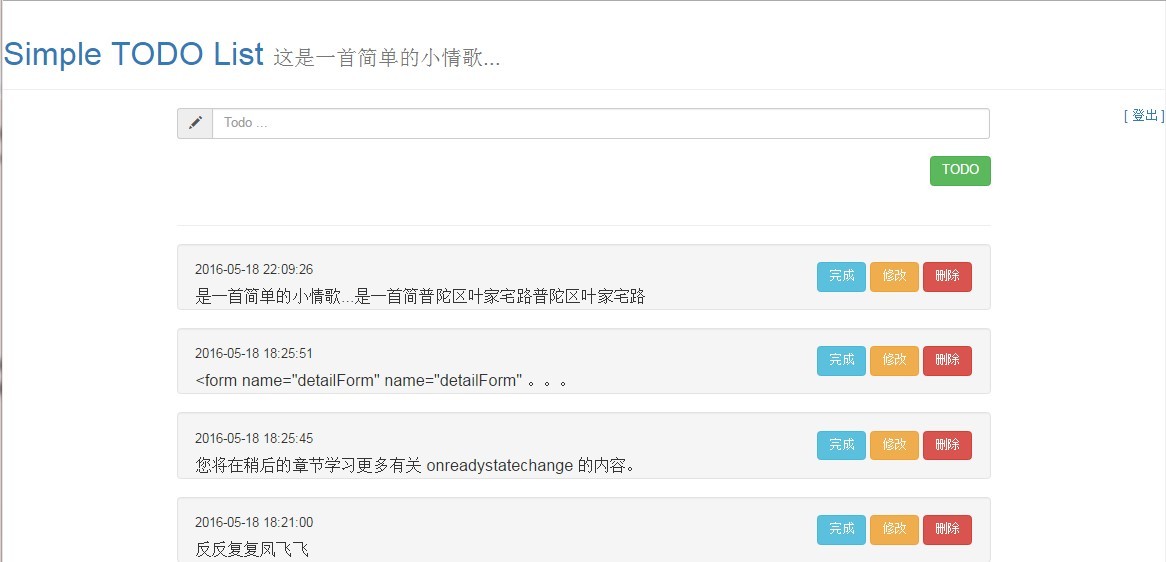 Simple TODO List 这是一首简单的小情歌...
Todo ...
[ 登出 ]
TODO
2016-05-18 22:09:26
完成 修改 删除
是一首简单的小情歌...是一首简普陀区叶家宅路普陀区叶家宅路
2016-05-18 18:25:51
完成 修改 删除
<form name="detailForm" name="detailForm" 。。。
2016-05-18 18:25:45
完成 修改 删除
您将在稍后的章节学习更多有关 onreadystatechange 的内容。
2016-05-18 18:21:00
完成 修改 删除
反反复复凤飞飞